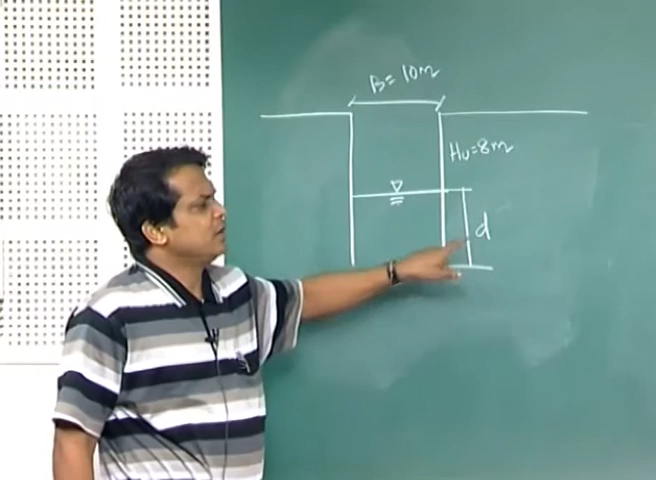 B = 10m
Hu = 8m
d